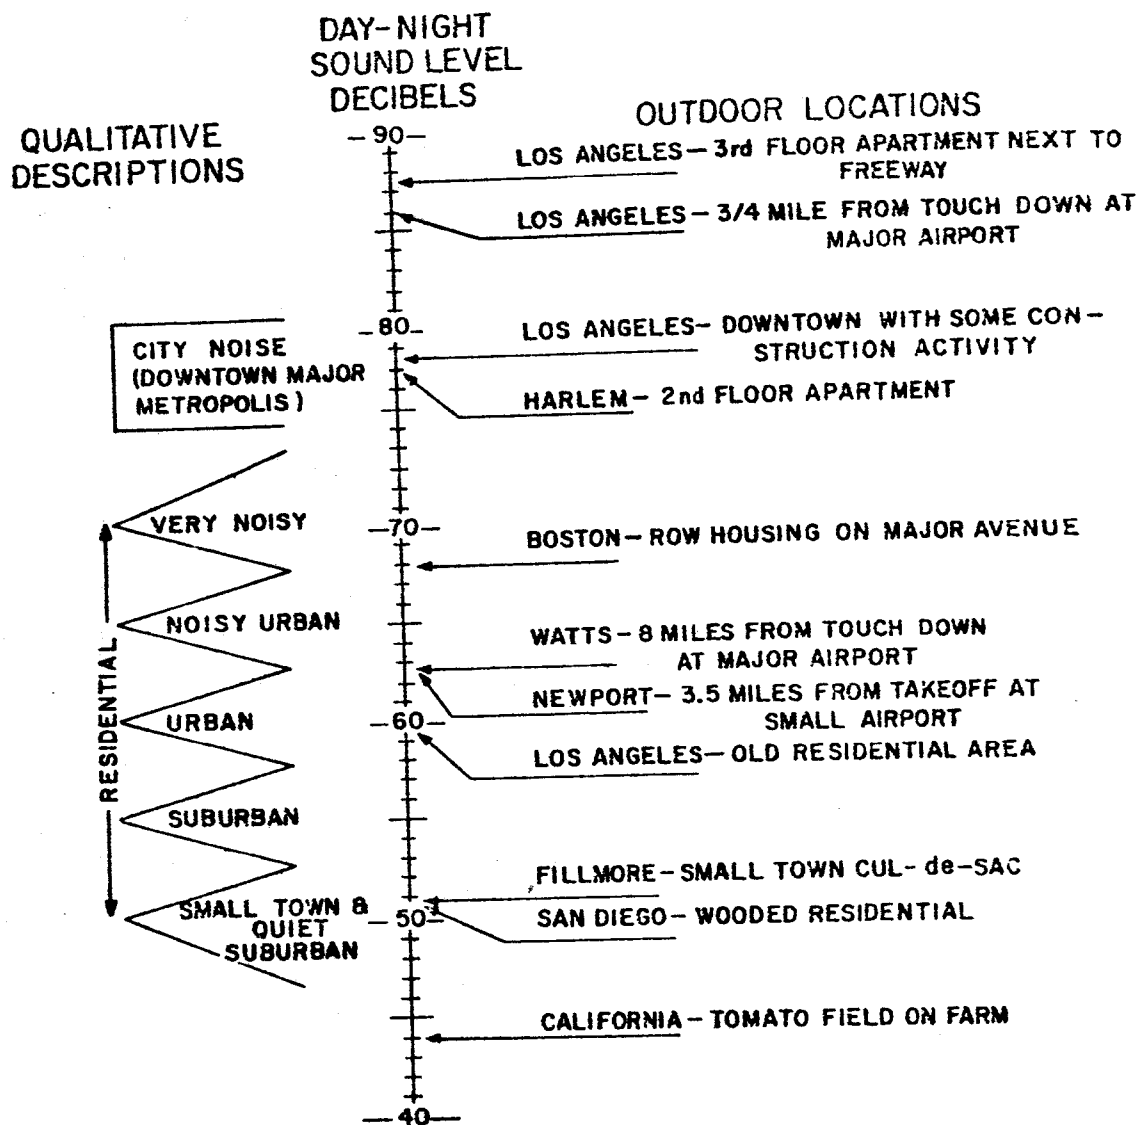 DAY-NIGHT
SOUND LEVEL
DECIBELS
QUALITATIVE
DESCRIPTIONS
OUTDOOR LOCATIONS
90
LOS ANGELES - 3rd FLOOR APARTMENT NEXT TO
FREEWAY
LOS ANGELES - 3/4 MILE FROM TOUCH DOWN AT
MAJOR AIRPORT
80
LOS ANGELES - DOWNTOWN WITH SOME CON-
STRUCTION ACTIVITY
CITY NOISE
(DOWNTOWN MAJOR
METROPOLIS)
HARLEM - 2nd FLOOR APARTMENT
VERY NOISY
70
BOSTON - ROW HOUSING ON MAJOR AVENUE
NOISY URBAN
WATTS - 8 MILES FROM TOUCH DOWN
AT MAJOR AIRPORT
NEWPORT - 3.5 MILES FROM TAKEOFF AT
SMALL AIRPORT
RESIDENTIAL
URBAN
60
LOS ANGELES - OLD RESIDENTIAL AREA
SUBURBAN
FILLMORE - SMALL TOWN CUL-de-SAC
SMALL TOWN &
QUIET
SUBURBAN
50
SAN DIEGO - WOODED RESIDENTIAL
CALIFORNIA - TOMATO FIELD ON FARM
40